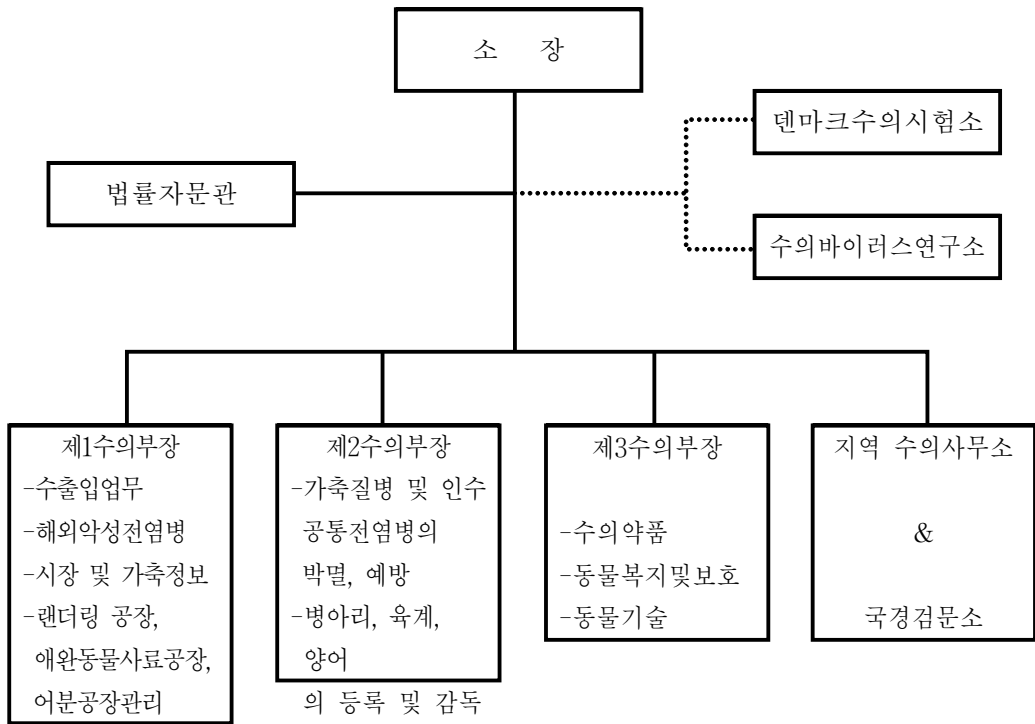 소 장
덴마크수의시험소
법률자문관
수의바이러스연구소
제1수의부장
-수출입업무
-해외악성전염병
-시장 및 가축정보
-랜더링 공장,
애완동물사료공장,
어분공장관리
제2수의부장
-가축질병 및 인수
공통전염병의
박멸, 예방
-병아리, 육계,
양어
의 등록 및 감독
제3수의부장
-수의약품
-동물복지및보호
-동물기술
지역 수의사무소
&
국경검문소